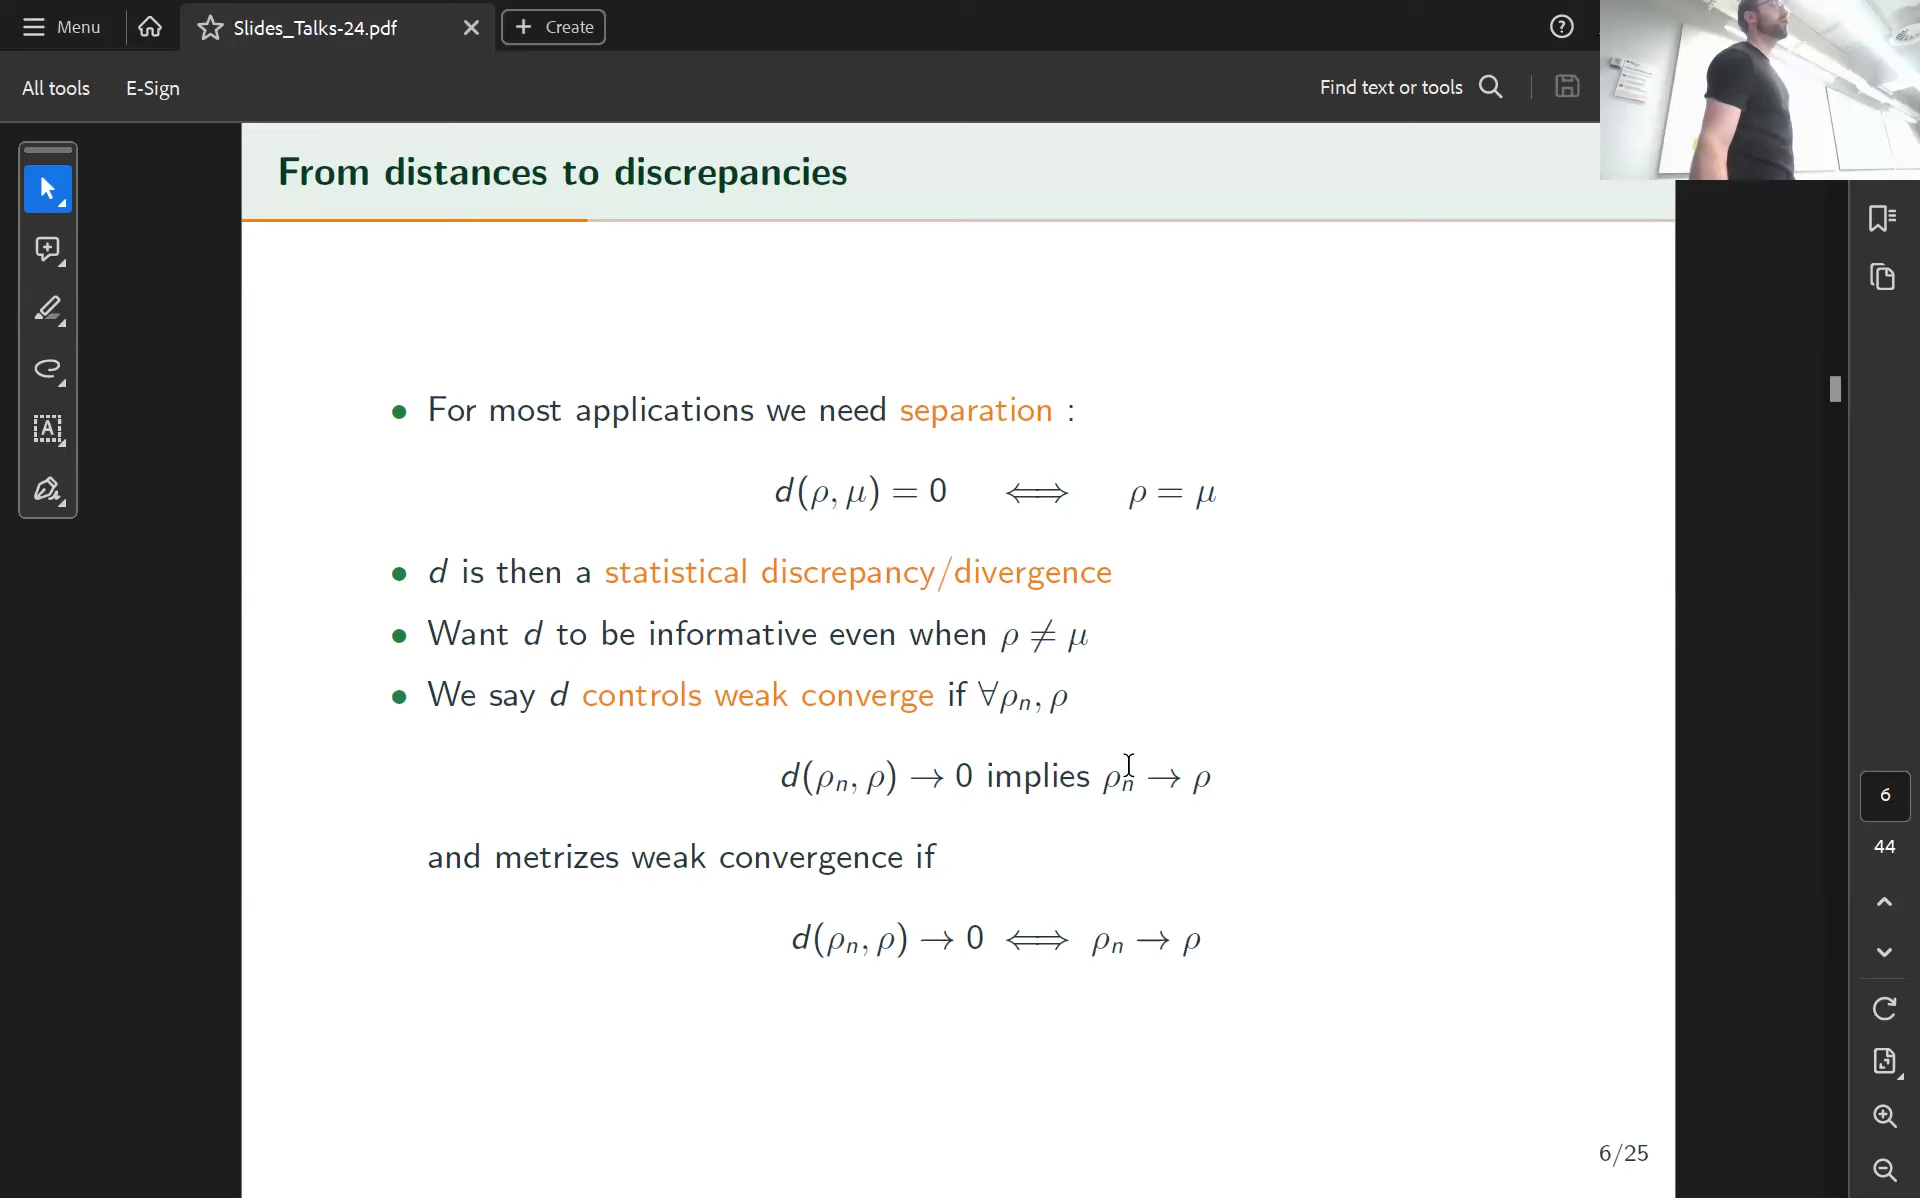 Menu
Slides_Talks-24.pdf
Create
All tools
E-Sign
Find text or tools
From distances to discrepancies
• For most applications we need separation :
d(ρ, μ) = 0 ⟺ ρ = μ
• d is then a statistical discrepancy/divergence
• Want d to be informative even when ρ ≠ μ
• We say d controls weak converge if ∀ρₙ, ρ
d(ρₙ, ρ) → 0 implies ρₙ → ρ
and metrizes weak convergence if
d(ρₙ, ρ) → 0 ⟺ ρₙ → ρ
6/25
6
44